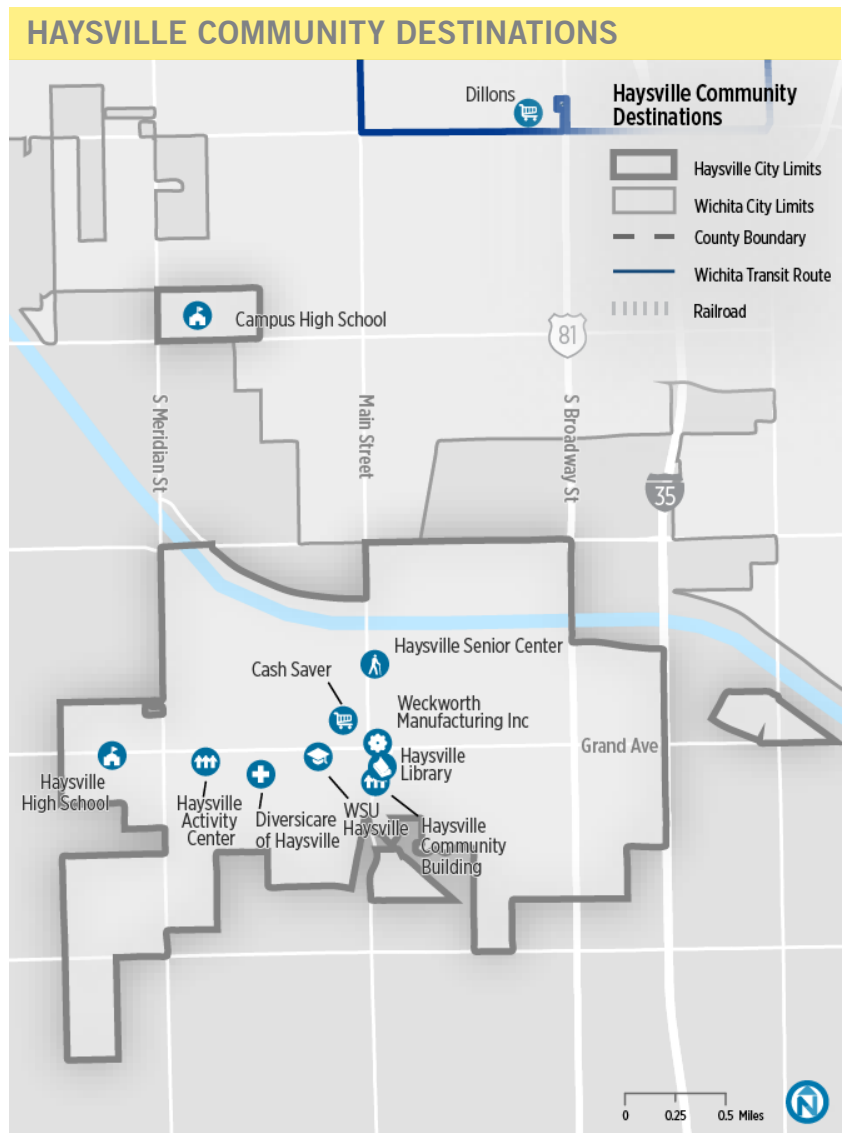 HAYSVILLE COMMUNITY DESTINATIONS
Dillons
Haysville Community
Destinations
Haysville City Limits
Wichita City Limits
County Boundary
Wichita Transit Route
Railroad
Campus High School
81
S Meridian St
Main Street
S Broadway St
35
Haysville Senior Center
Cash Saver
Weckworth
Manufacturing Inc
Grand Ave
Haysville
Library
Haysville
High School
Haysville
Activity
Center
Diversicare
of Haysville
WSU
Haysville
Haysville
Community
Building
0 0.25 0.5 Miles
N